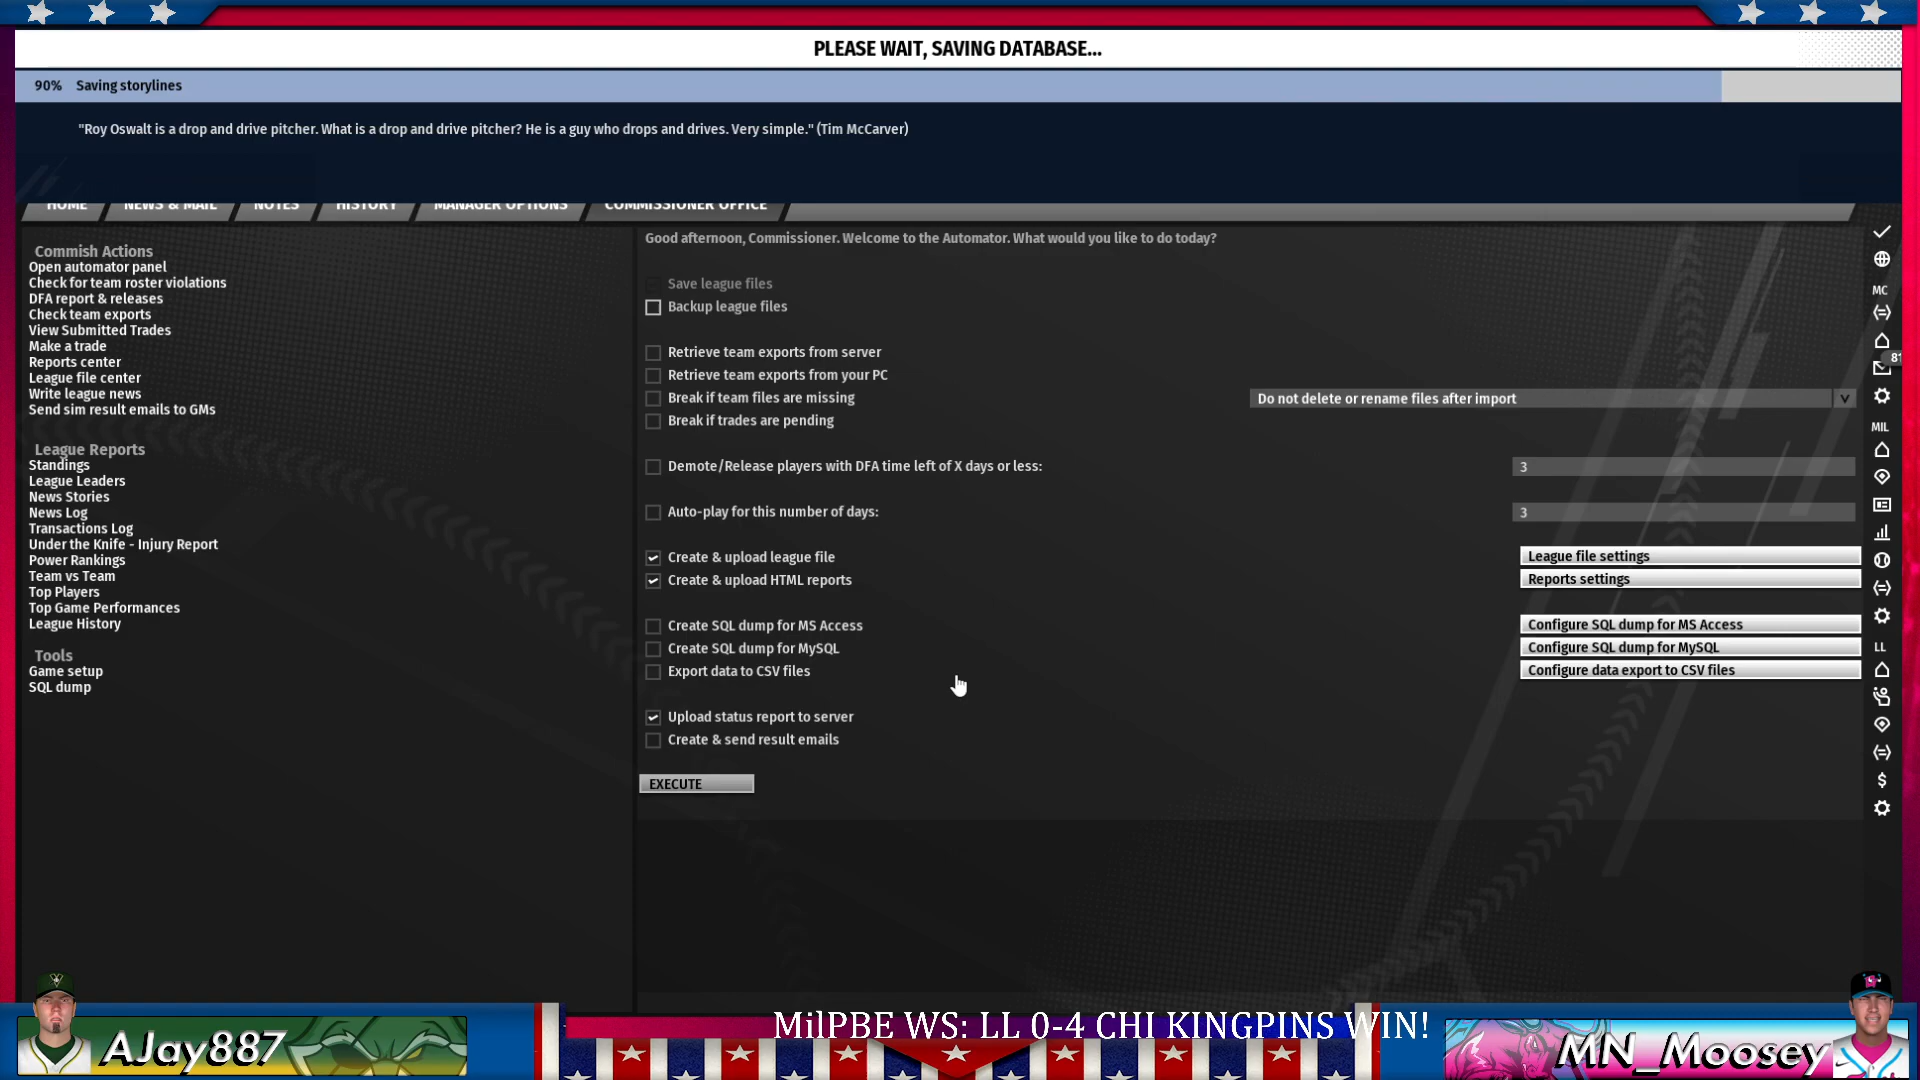 PLEASE WAIT, SAVING DATABASE...
90% Saving storylines
"Roy Oswalt is a drop and drive pitcher. What is a drop and drive pitcher? He is a guy who drops and drives. Very simple." (Tim McCarver)
HOME NEWS & MAIL NOTES HISTORY MANAGER OPTIONS COMMISSIONER OFFICE
Good afternoon, Commissioner. Welcome to the Automator. What would you like to do today?
Commish Actions
Open automator panel
Check for team roster violations
DFA report & releases
Check team exports
View Submitted Trades
Make a trade
Reports center
League file center
Write league news
Send sim result emails to GMs
League Reports
Standings
League Leaders
News Stories
News Log
Transactions Log
Under the Knife - Injury Report
Power Rankings
Team vs Team
Top Players
Top Game Performances
League History
Tools
Game setup
SQL dump
Save league files
Backup league files
Retrieve team exports from server
Retrieve team exports from your PC
Break if team files are missing Do not delete or rename files after import v
Break if trades are pending
Demote/Release players with DFA time left of X days or less: 3
Auto-play for this number of days: 3
Create & upload league file League file settings
Create & upload HTML reports Reports settings
Create SQL dump for MS Access Configure SQL dump for MS Access
Create SQL dump for MySQL Configure SQL dump for MySQL
Export data to CSV files Configure data export to CSV files
Upload status report to server
Create & send result emails
EXECUTE
MC
81
MIL
LL
AJay887
MilPBE WS: LL 0-4 CHI KINGPINS WIN!
MN_Moosey